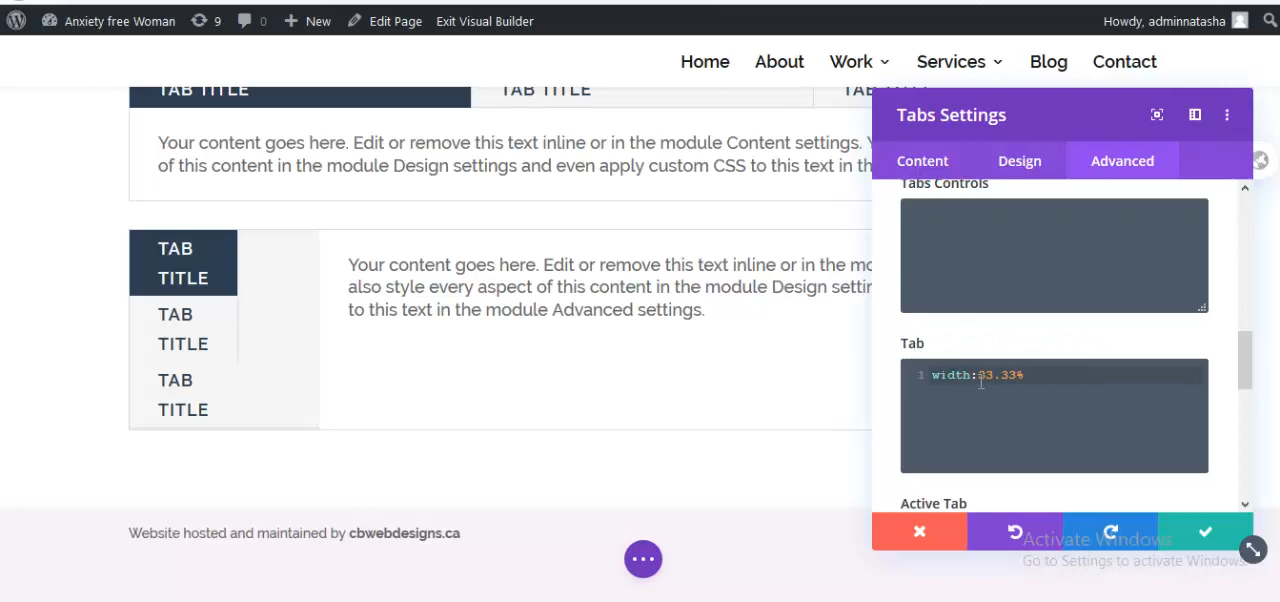 Anxiety free Woman 9 0 New Edit Page Exit Visual Builder Howdy, adminnatasha
Home About Work Services Blog Contact
TAB TITLE TAB TITLE
Tabs Settings
Content Design Advanced
Your content goes here. Edit or remove this text inline or in the module Content settings.
of this content in the module Design settings and even apply custom CSS to this text in
Tabs Controls
TAB
TITLE
TAB
TITLE
TAB
TITLE
Your content goes here. Edit or remove this text inline or in the
also style every aspect of this content in the module Design
to this text in the module Advanced settings.
Tab
1 width:33.33%
Active Tab
Website hosted and maintained by cbwebdesigns.ca
Activate Windows
Go to Settings to activate Windows.